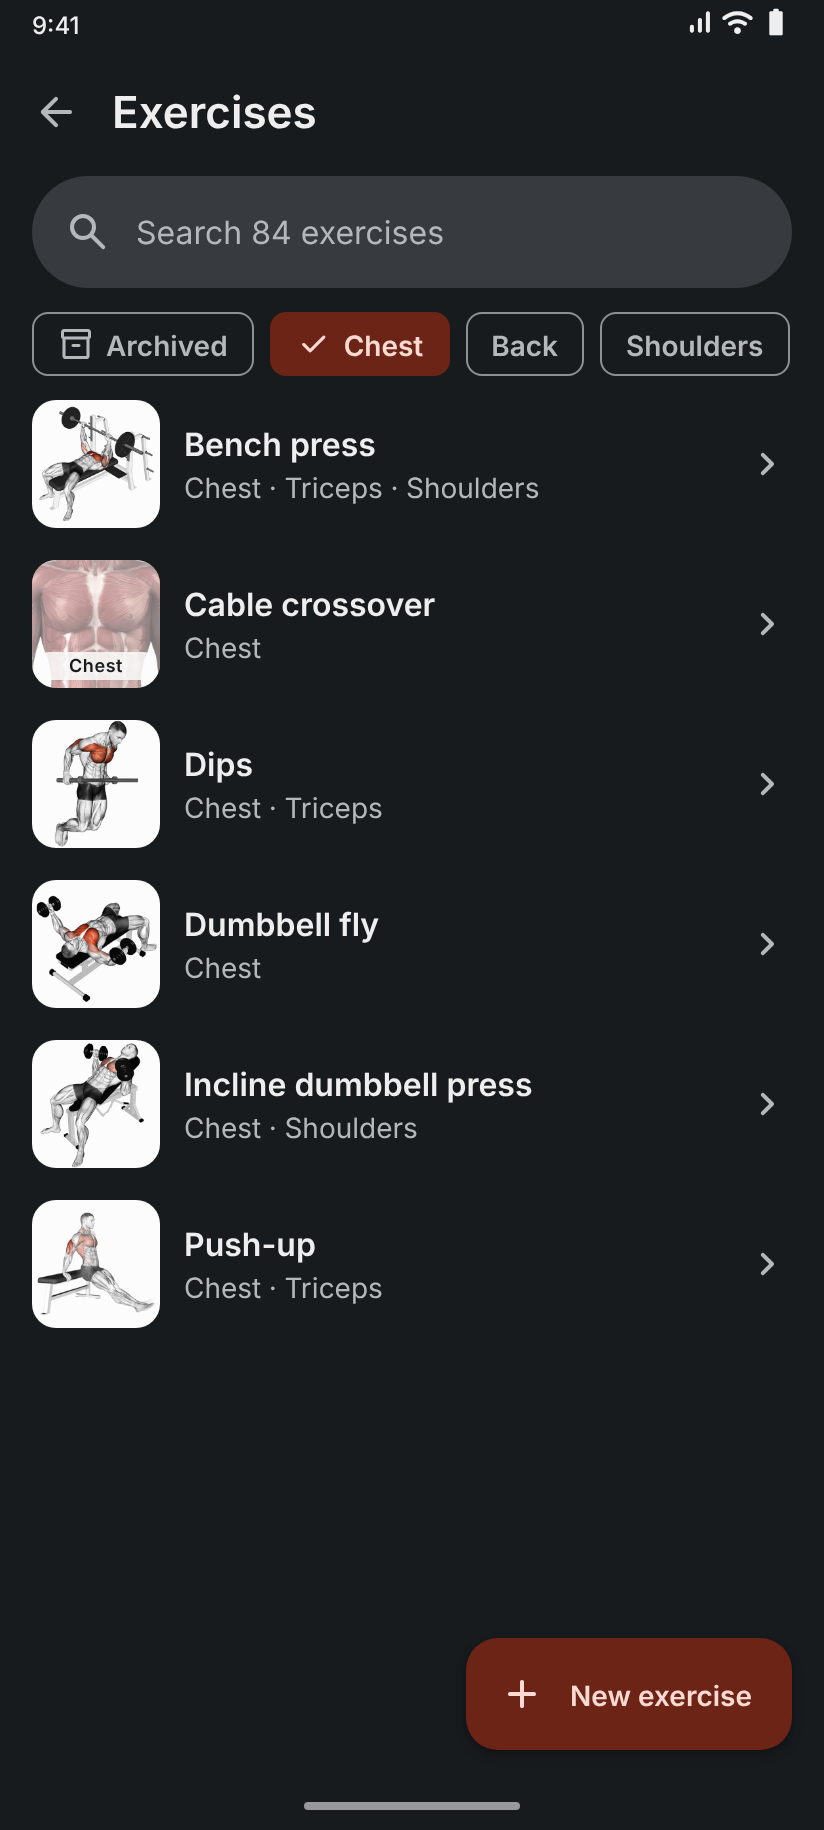 9:41
Exercises
Search 84 exercises
Archived
Chest
Back
Shoulders
Bench press
Chest · Triceps · Shoulders
Chest
Cable crossover
Chest
Dips
Chest · Triceps
Dumbbell fly
Chest
Incline dumbbell press
Chest · Shoulders
Push-up
Chest · Triceps
New exercise